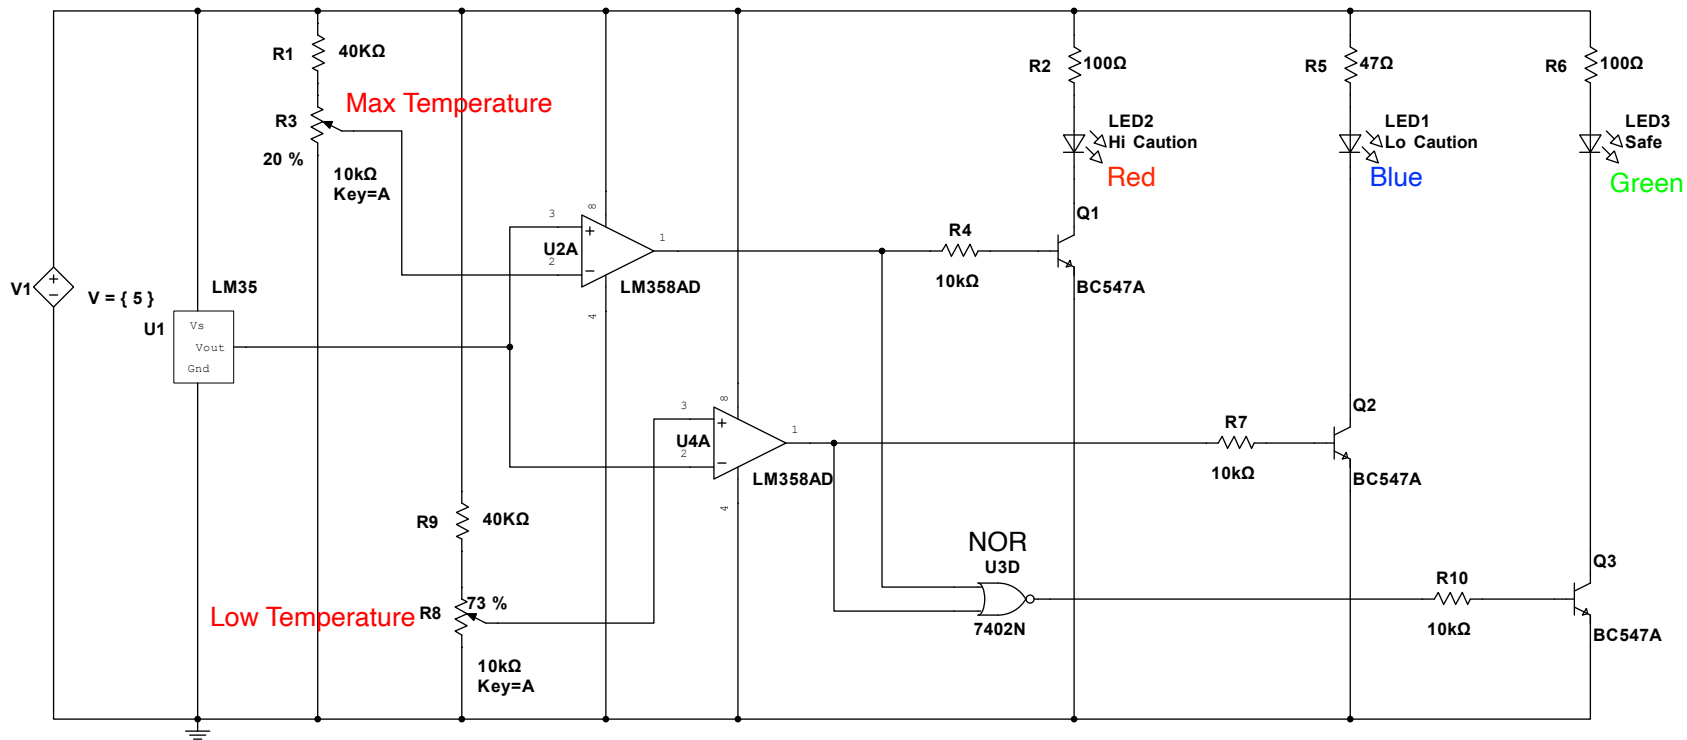 R1
40KΩ
Max Temperature
R3
20 %
10kΩ
Key=A
V1
V = { 5 }
LM35
U1
Vs
Vout
Gnd
3
2
8
4
1
+
−
U2A
LM358AD
3
2
8
4
1
+
−
U4A
LM358AD
R9
40KΩ
Low Temperature
R8
73 %
10kΩ
Key=A
R4
10kΩ
R2
100Ω
LED2
Hi Caution
Red
Q1
BC547A
R5
47Ω
LED1
Lo Caution
Blue
R7
10kΩ
Q2
BC547A
R6
100Ω
LED3
Safe
Green
NOR
U3D
7402N
R10
10kΩ
Q3
BC547A